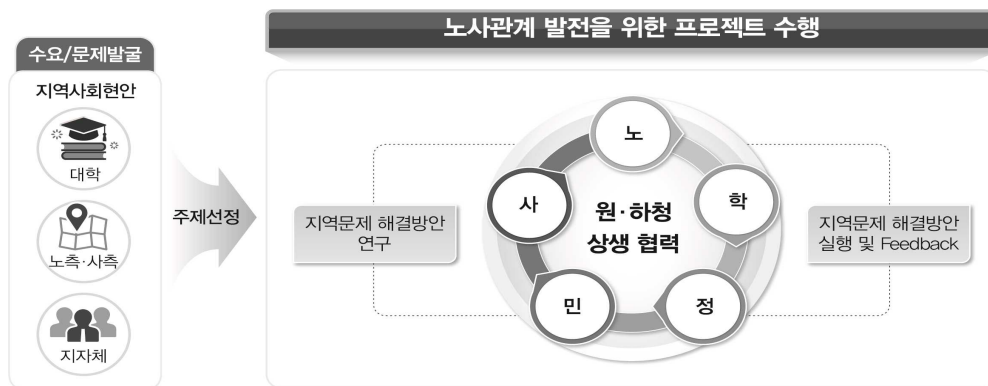 노사관계 발전을 위한 프로젝트 수행
수요/문제발굴
지역사회현안
대학
노측·사측
지자체
주제선정
지역문제 해결방안
연구
노
사
학
민
정
원·하청
상생 협력
지역문제 해결방안
실행 및 Feedback